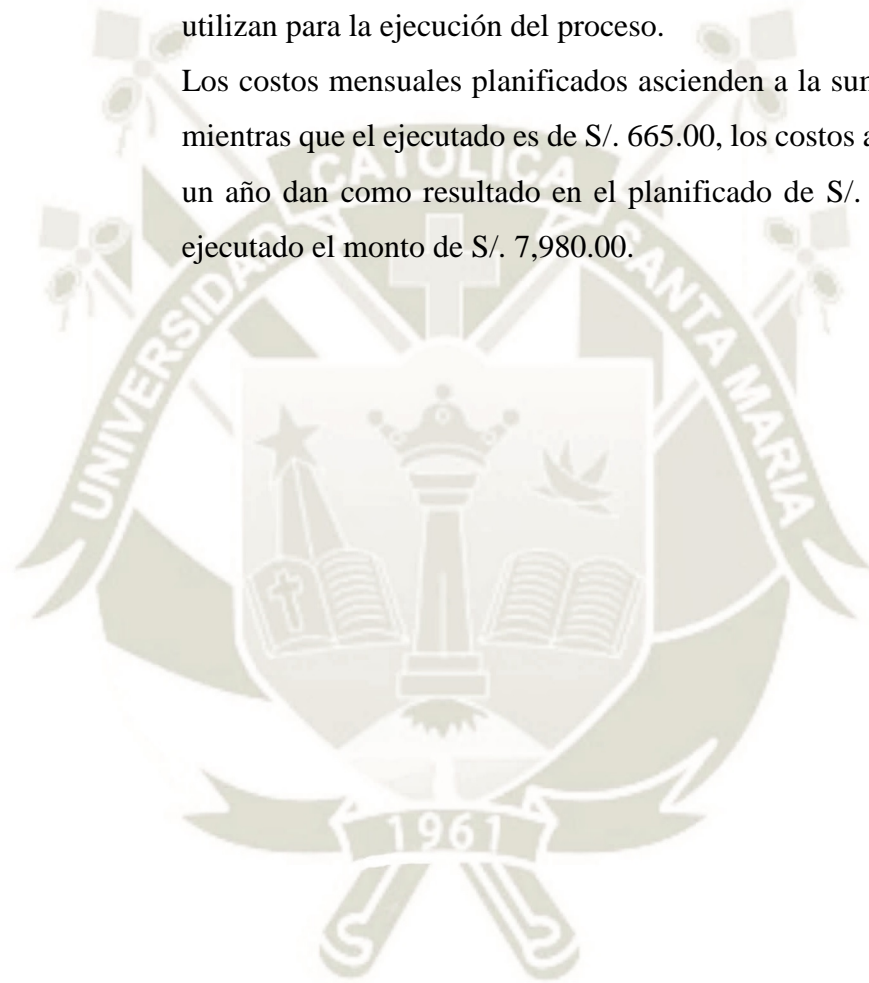 utilizan para la ejecución del proceso.
Los costos mensuales planificados ascienden a la
mientras que el ejecutado es de S/. 665.00, los costos
un año dan como resultado en el planificado de S/.
ejecutado el monto de S/. 7,980.00.
UNIVERSIDAD CATOLICA SANTA MARIA
1961